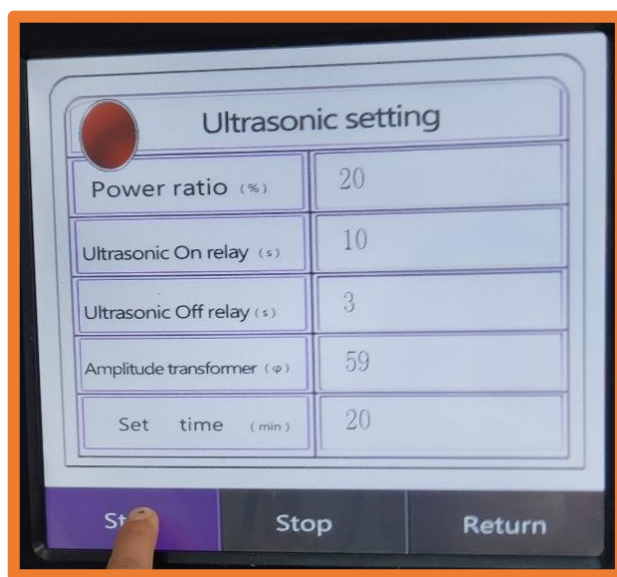 Ultrasonic setting
Power ratio (%) 20
Ultrasonic On relay (s) 10
Ultrasonic Off relay (s) 3
Amplitude transformer (φ) 59
Set time (min) 20
Stop Return